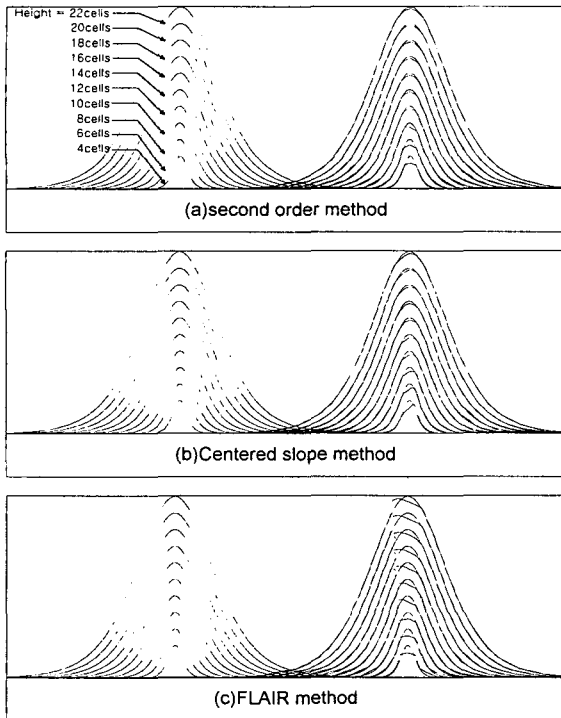 Height = 22cells
20cells
18cells
16cells
14cells
12cells
10cells
8cells
6cells
4cells
(a)second order method
(b)Centered slope method
(c)FLAIR method